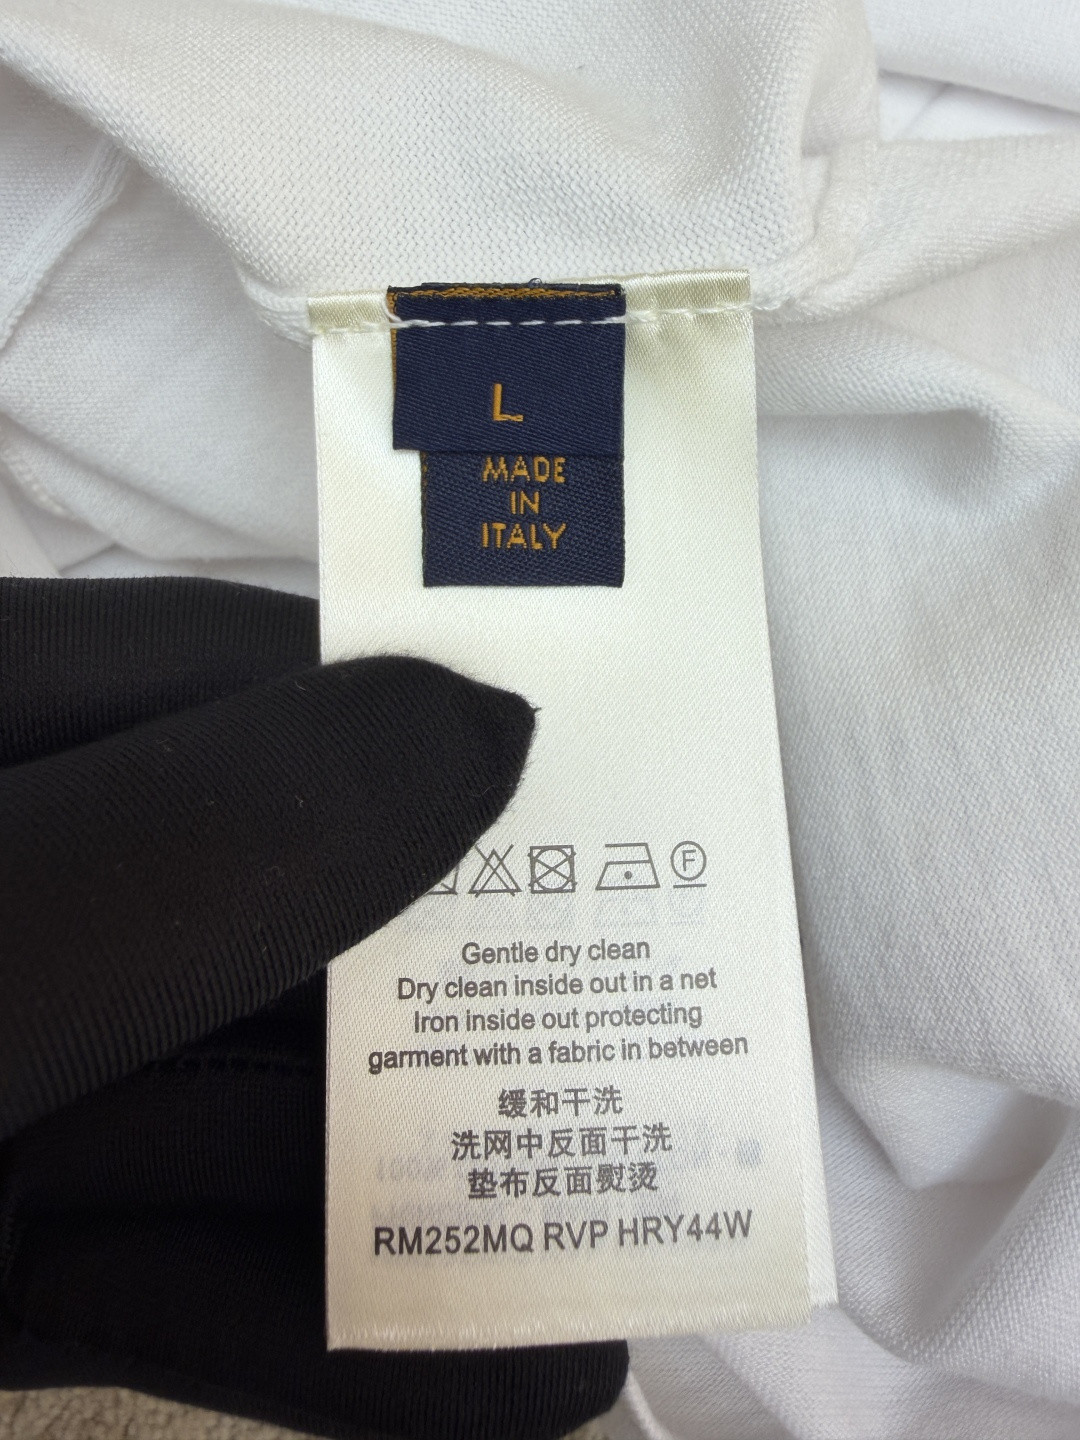 L
MADE
IN
ITALY
F
Gentle dry clean
Dry clean inside out in a net
Iron inside out protecting
garment with a fabric in between
缓和干洗
洗网中反面干洗
垫布反面熨烫
RM252MQ RVP HRY44W